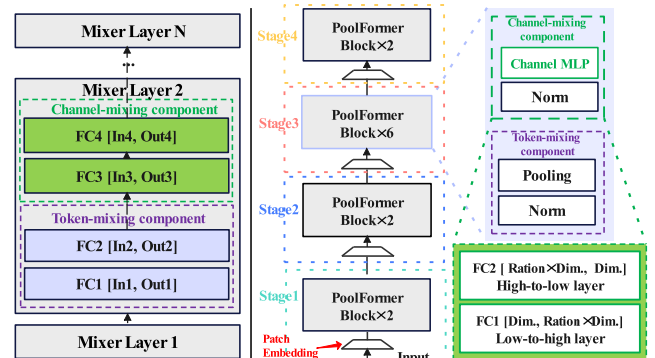 Mixer Layer N
...
Mixer Layer 2
Channel-mixing component
FC4 [In4, Out4]
FC3 [In3, Out3]
Token-mixing component
FC2 [In2, Out2]
FC1 [In1, Out1]
Mixer Layer 1
Stage4
PoolFormer
Block×2
Stage3
PoolFormer
Block×6
Stage2
PoolFormer
Block×2
Stage1
PoolFormer
Block×2
Patch
Embedding
Input
Channel-mixing
component
Channel MLP
Norm
Token-mixing
component
Pooling
Norm
FC2 [ Ration×Dim., Dim.]
High-to-low layer
FC1 [Dim., Ration×Dim.]
Low-to-high layer